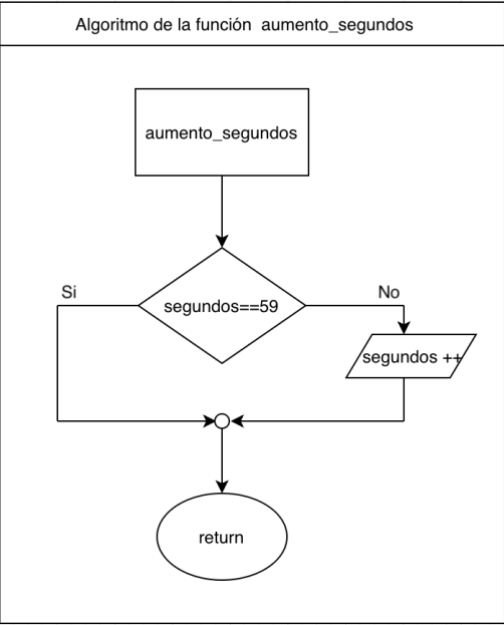 Algoritmo de la función aumento_segundos
aumento_segundos
Si
segundos==59
No
segundos ++
return